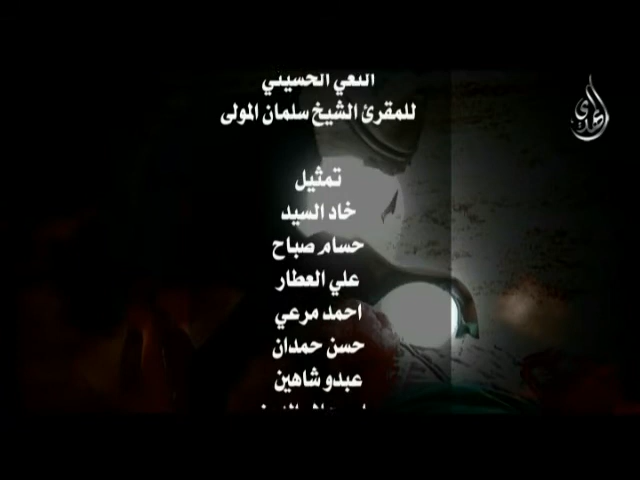 النعي الحسيني
للمقرئ الشيخ سلمان المولى
تمثيل
خاد السيد
حسام صباح
علي العطار
احمد مرعي
حسن حمدان
عبدو شاهين